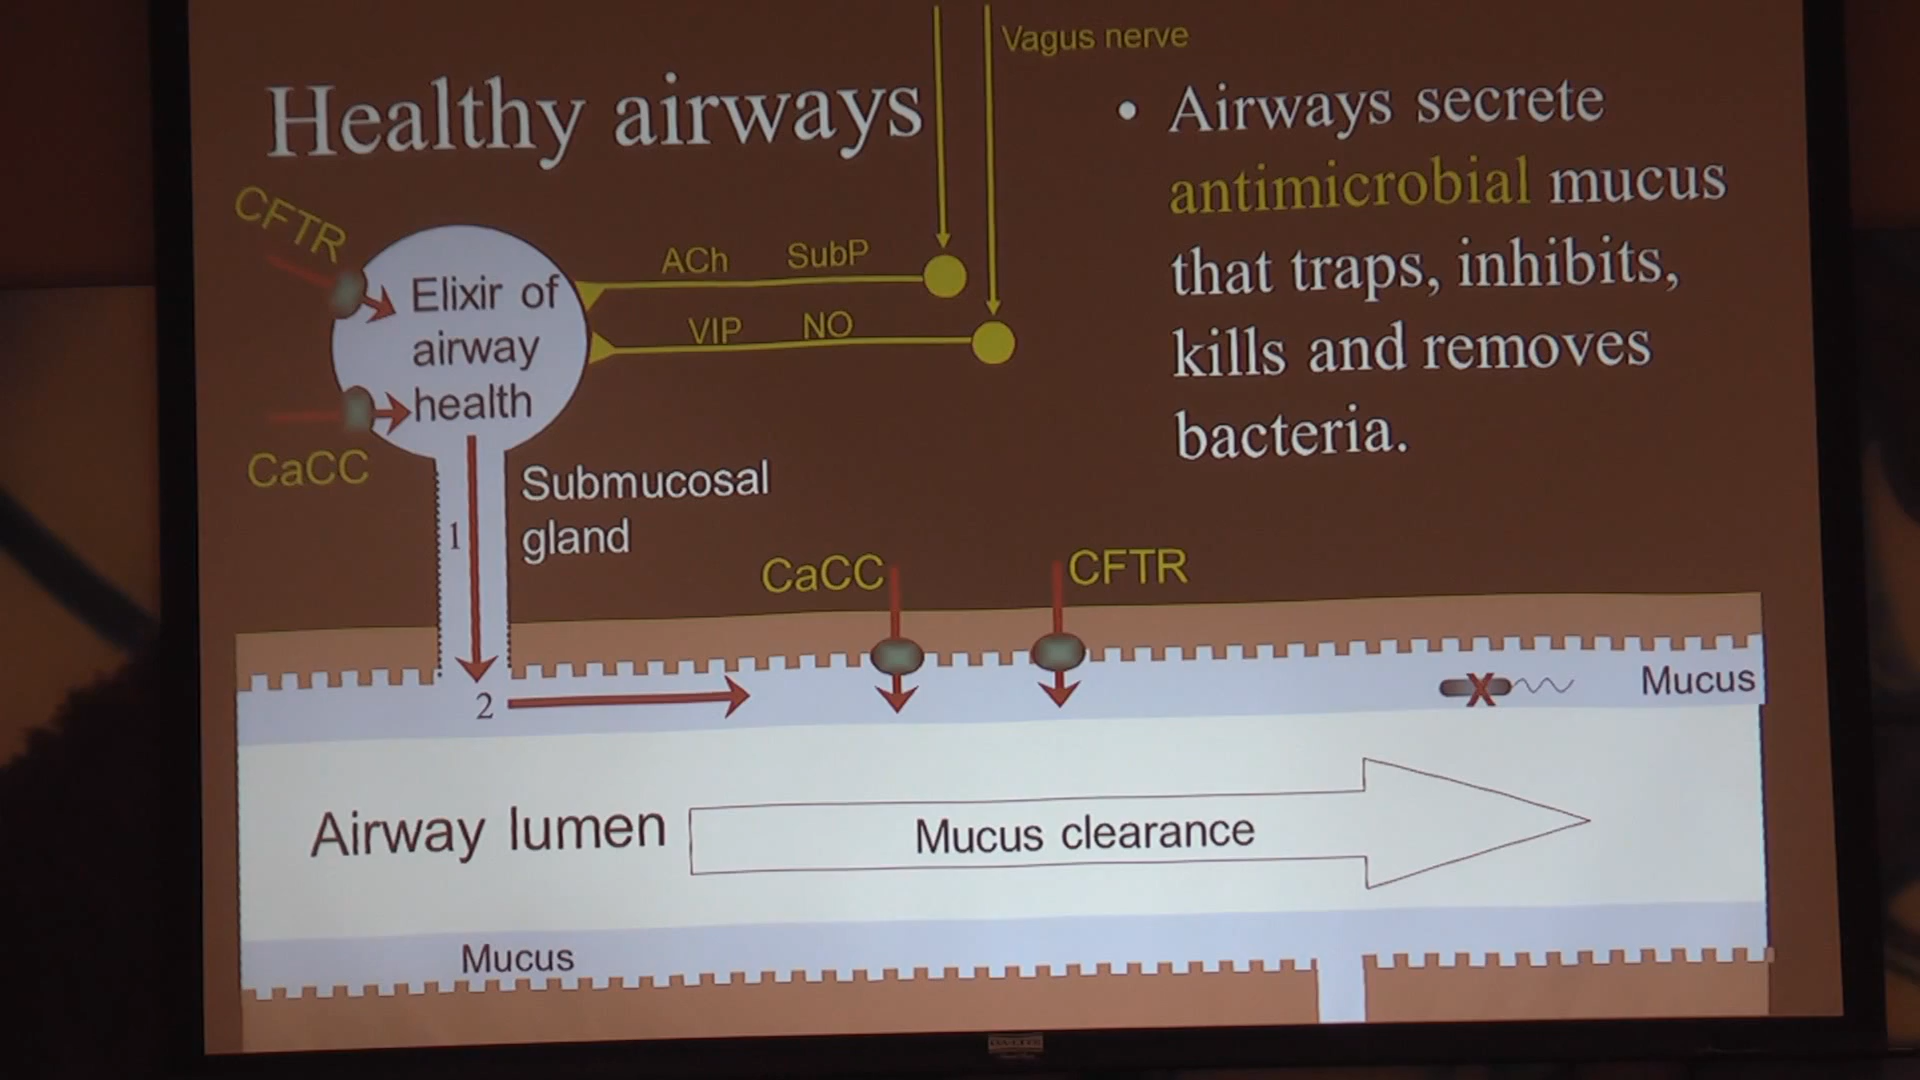 Vagus nerve
Healthy airways
• Airways secrete
antimicrobial mucus
that traps, inhibits,
kills and removes
bacteria.
CFTR
ACh SubP
VIP NO
Elixir of
airway
health
CaCC
1
Submucosal
gland
CaCC
CFTR
2
X
Mucus
Airway lumen
Mucus clearance
Mucus